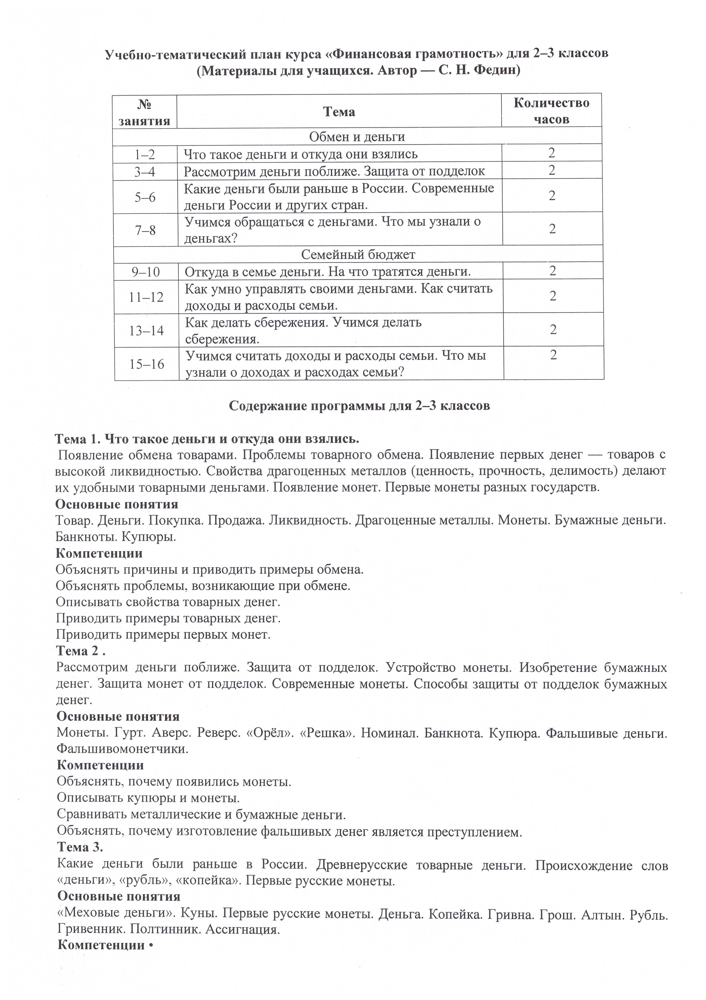 Учебно-тематический план курса «Финансовая грамотность» для 2–3 классов
(Материалы для учащихся. Автор — С. Н. Федин)
№
занятия
Тема
Количество
часов
Обмен и деньги
1–2
Что такое деньги и откуда они взялись
2
3–4
Рассмотрим деньги поближе. Защита от подделок
2
5–6
Какие деньги были раньше в России. Современные
деньги России и других стран.
2
7–8
Учимся обращаться с деньгами. Что мы узнали о
деньгах?
2
Семейный бюджет
9–10
Откуда в семье деньги. На что тратятся деньги.
2
11–12
Как умно управлять своими деньгами. Как считать
доходы и расходы семьи.
2
13–14
Как делать сбережения. Учимся делать
сбережения.
2
15–16
Учимся считать доходы и расходы семьи. Что мы
узнали о доходах и расходах семьи?
2
Содержание программы для 2–3 классов
Тема 1. Что такое деньги и откуда они взялись.
Появление обмена товарами. Проблемы товарного обмена. Появление первых денег — товаров с
высокой ликвидностью. Свойства драгоценных металлов (ценность, прочность, делимость) делают
их удобными товарными деньгами. Появление монет. Первые монеты разных государств.
Основные понятия
Товар. Деньги. Покупка. Продажа. Ликвидность. Драгоценные металлы. Монеты. Бумажные деньги.
Банкноты. Купюры.
Компетенции
Объяснять причины и приводить примеры обмена.
Объяснять проблемы, возникающие при обмене.
Описывать свойства товарных денег.
Приводить примеры товарных денег.
Приводить примеры первых монет.
Тема 2 .
Рассмотрим деньги поближе. Защита от подделок. Устройство монеты. Изобретение бумажных
денег. Защита монет от подделок. Современные монеты. Способы защиты от подделок бумажных
денег.
Основные понятия
Монеты. Гурт. Аверс. Реверс. «Орёл». «Решка». Номинал. Банкнота. Купюра. Фальшивые деньги.
Фальшивомонетчики.
Компетенции
Объяснять, почему появились монеты.
Описывать купюры и монеты.
Сравнивать металлические и бумажные деньги.
Объяснять, почему изготовление фальшивых денег является преступлением.
Тема 3.
Какие деньги были раньше в России. Древнерусские товарные деньги. Происхождение слов
«деньги», «рубль», «копейка». Первые русские монеты.
Основные понятия
«Меховые деньги». Куны. Первые русские монеты. Деньга. Копейка. Гривна. Грош. Алтын. Рубль.
Гривенник. Полтинник. Ассигнация.
Компетенции •